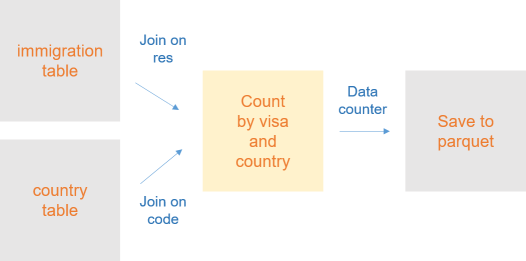 immigration
table
Join on
res
Count
by visa
and
country
Data
counter
Save to
parquet
country
table
Join on
code